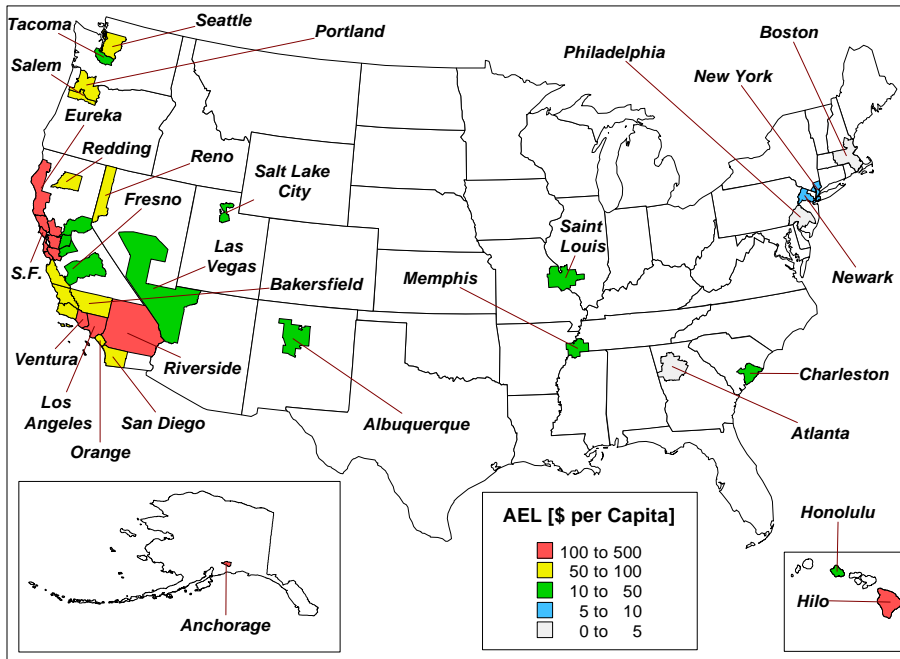 Seattle
Tacoma
Portland
Boston
Philadelphia
Salem
New York
Eureka
Redding
Reno
Salt Lake
City
Fresno
Saint
Louis
Las
Vegas
S.F.
Memphis
Newark
Bakersfield
Ventura
Riverside
Charleston
Los
Angeles
San Diego
Albuquerque
Atlanta
Orange
AEL [$ per Capita]
100 to 500
50 to 100
10 to 50
5 to 10
0 to 5
Honolulu
Hilo
Anchorage